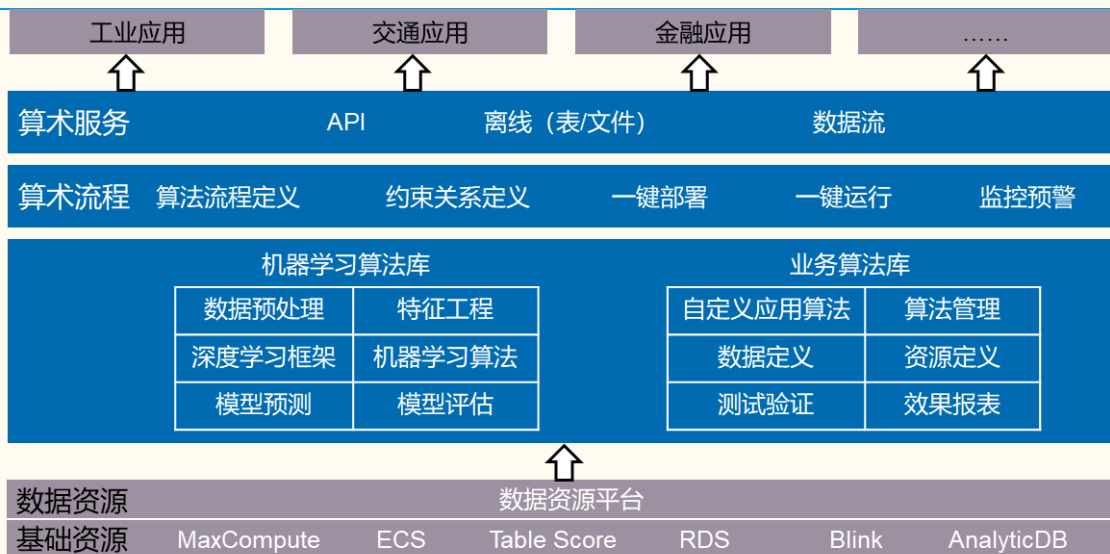 工业应用 交通应用 金融应用 ……
算术服务 API 离线（表/文件） 数据流
算术流程 算法流程定义 约束关系定义 一键部署 一键运行 监控预警
机器学习算法库 业务算法库
数据预处理 特征工程 自定义应用算法 算法管理
深度学习框架 机器学习算法 数据定义 资源定义
模型预测 模型评估 测试验证 效果报表
数据资源 数据资源平台
基础资源 MaxCompute ECS Table Score RDS Blink AnalyticDB